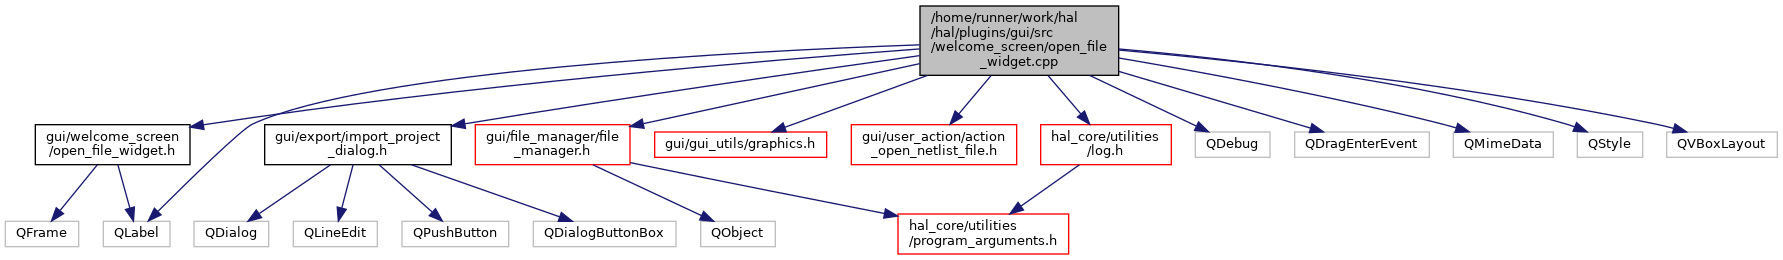 /home/runner/work/hal
/hal/plugins/gui/src
/welcome_screen/open_file
_widget.cpp
gui/welcome_screen
/open_file_widget.h
gui/export/import_project
_dialog.h
gui/file_manager/file
_manager.h
gui/gui_utils/graphics.h
gui/user_action/action
_open_netlist_file.h
hal_core/utilities
/log.h
QDebug
QDragEnterEvent
QMimeData
QStyle
QVBoxLayout
QFrame
QLabel
QDialog
QLineEdit
QPushButton
QDialogButtonBox
QObject
hal_core/utilities
/program_arguments.h